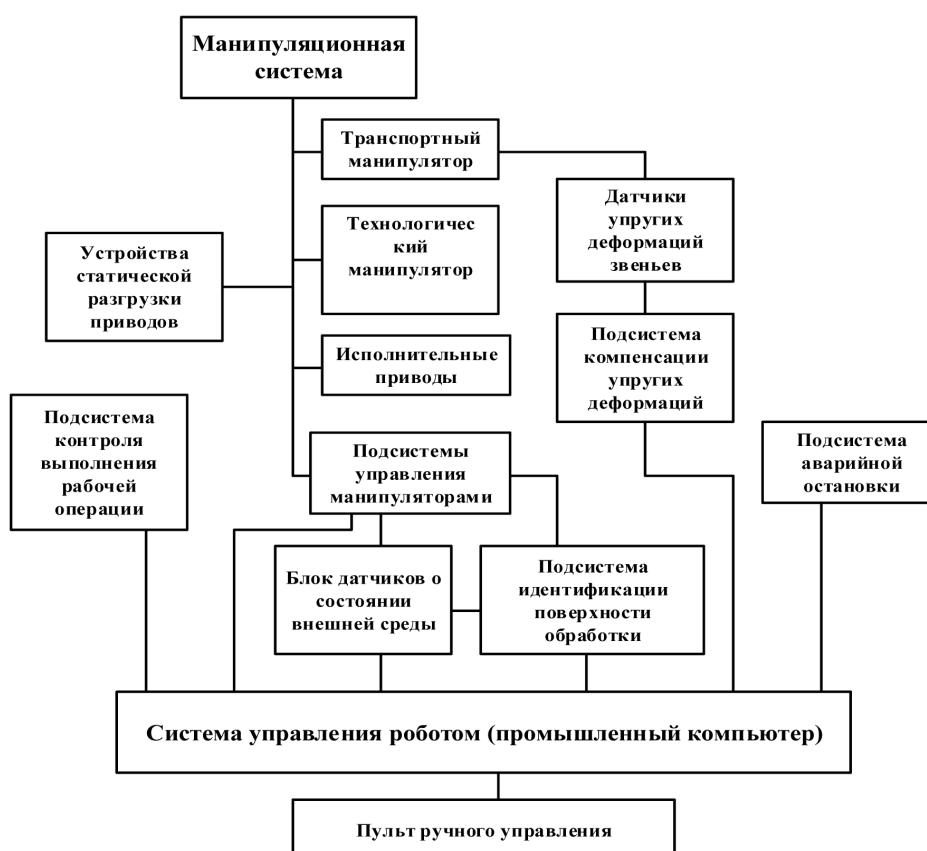 Манипуляционная
система
Транспортный
манипулятор
Датчики
упругих
деформаций
звеньев
Технологичес
кий
манипулятор
Устройства
статической
разгрузки
приводов
Подсистема
компенсации
упругих
деформаций
Исполнительные
приводы
Подсистема
контроля
выполнения
рабочей
операции
Подсистемы
управления
манипуляторами
Подсистема
аварийной
остановки
Блок датчиков о
состоянии
внешней среды
Подсистема
идентификации
поверхности
обработки
Система управления роботом (промышленный компьютер)
Пульт ручного управления